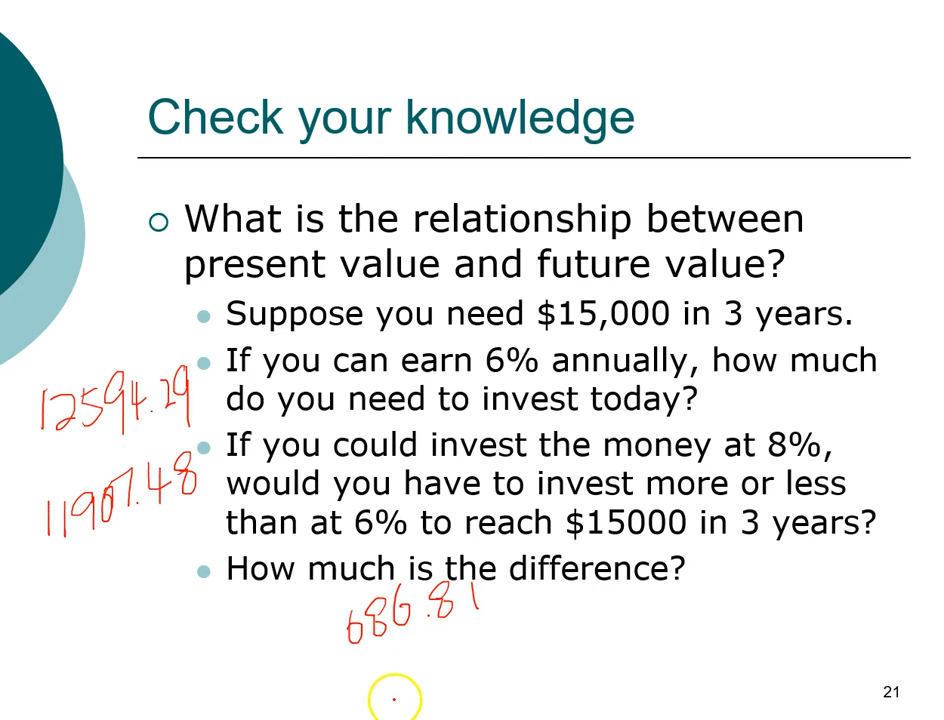 Check your knowledge
What is the relationship between
present value and future value?
Suppose you need $15,000 in 3 years.
If you can earn 6% annually, how much
do you need to invest today?
12594.29
If you could invest the money at 8%,
would you have to invest more or less
than at 6% to reach $15000 in 3 years?
11907.48
How much is the difference?
686.81
21